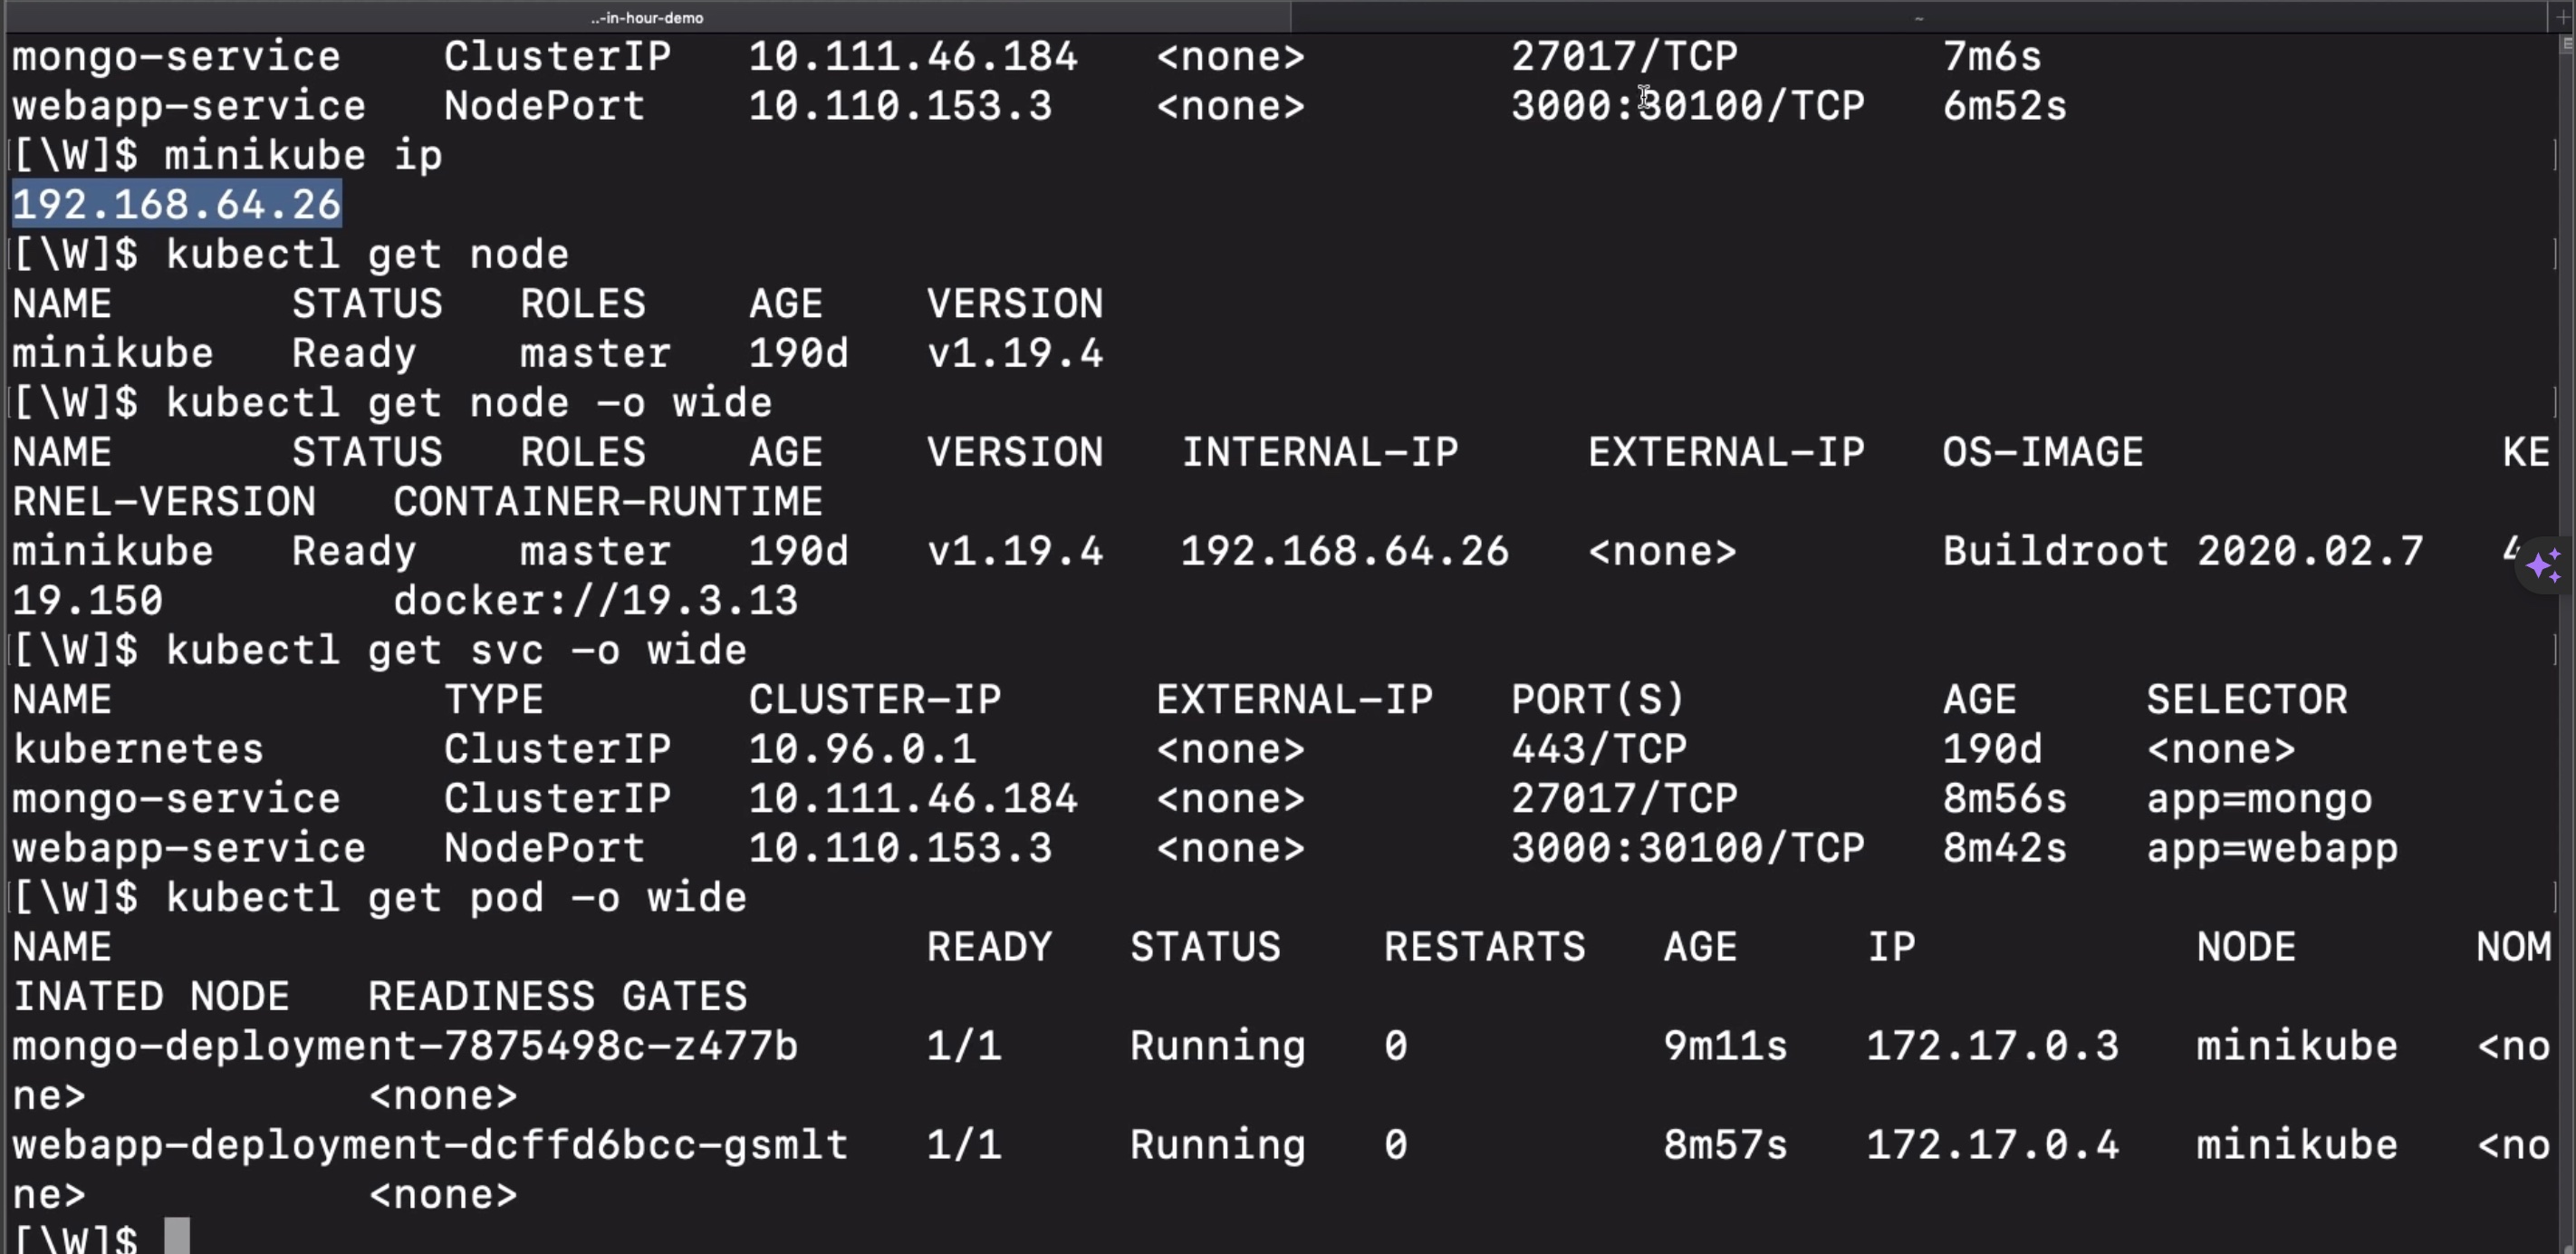 ..-in-hour-demo ~
mongo-service ClusterIP 10.111.46.184 <none> 27017/TCP 7m6s
webapp-service NodePort 10.110.153.3 <none> 3000:30100/TCP 6m52s
[\W]$ minikube ip
192.168.64.26
[\W]$ kubectl get node
NAME STATUS ROLES AGE VERSION
minikube Ready master 190d v1.19.4
[\W]$ kubectl get node -o wide
NAME STATUS ROLES AGE VERSION INTERNAL-IP EXTERNAL-IP OS-IMAGE KE
RNEL-VERSION CONTAINER-RUNTIME
minikube Ready master 190d v1.19.4 192.168.64.26 <none> Buildroot 2020.02.7
19.150 docker://19.3.13
[\W]$ kubectl get svc -o wide
NAME TYPE CLUSTER-IP EXTERNAL-IP PORT(S) AGE SELECTOR
kubernetes ClusterIP 10.96.0.1 <none> 443/TCP 190d <none>
mongo-service ClusterIP 10.111.46.184 <none> 27017/TCP 8m56s app=mongo
webapp-service NodePort 10.110.153.3 <none> 3000:30100/TCP 8m42s app=webapp
[\W]$ kubectl get pod -o wide
NAME READY STATUS RESTARTS AGE IP NODE NOM
INATED NODE READINESS GATES
mongo-deployment-7875498c-z477b 1/1 Running 0 9m11s 172.17.0.3 minikube <no
ne> <none>
webapp-deployment-dcffd6bcc-gsmlt 1/1 Running 0 8m57s 172.17.0.4 minikube <no
ne> <none>
[\W]$